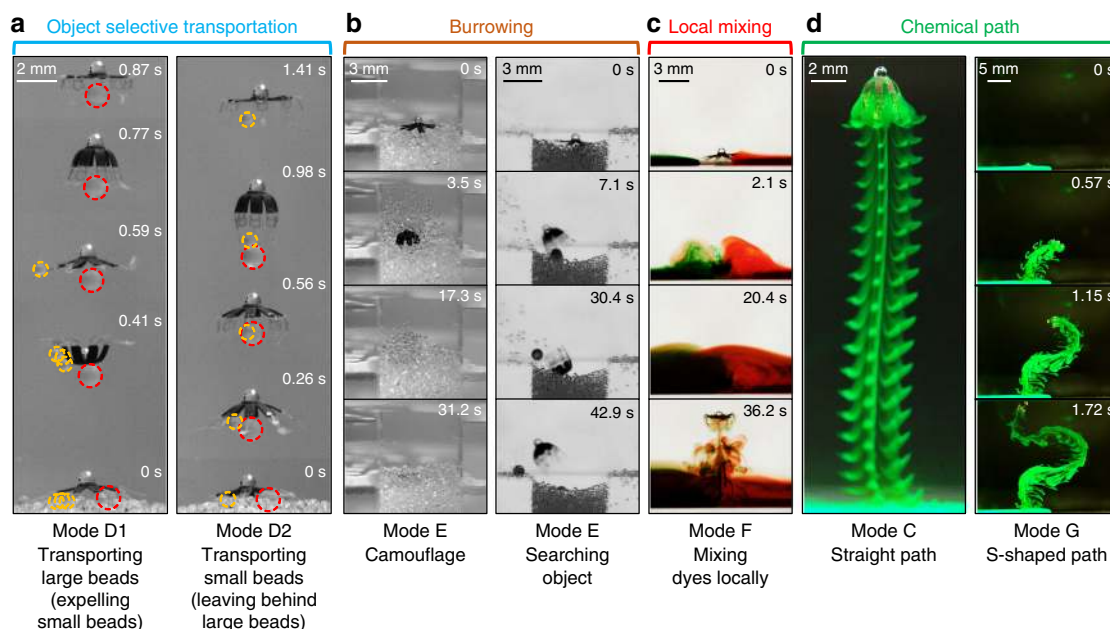 a
Object selective transportation
b
Burrowing
c
Local mixing
d
Chemical path
2 mm
0.87 s
0.77 s
0.59 s
0.41 s
0 s
1.41 s
0.98 s
0.56 s
0.26 s
0 s
3 mm
0 s
3.5 s
17.3 s
31.2 s
3 mm
0 s
7.1 s
30.4 s
42.9 s
3 mm
0 s
2.1 s
20.4 s
36.2 s
2 mm
5 mm
0 s
0.57 s
1.15 s
1.72 s
Mode D1
Transporting
large beads
(expelling
small beads)
Mode D2
Transporting
small beads
(leaving behind
large beads)
Mode E
Camouflage
Mode E
Searching
object
Mode F
Mixing
dyes locally
Mode C
Straight path
Mode G
S-shaped path